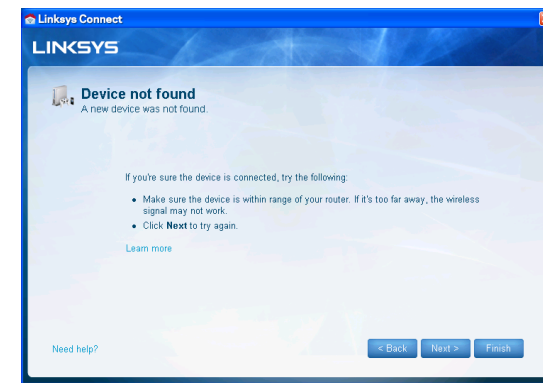 Linksys Connect
LINKSYS
Device not found
A new device was not found.
If you're sure the device is connected, try the following:
• Make sure the device is within range of your router. If it's too far away, the wireless
signal may not work.
• Click Next to try again.
Learn more
Need help?
< Back
Next >
Finish